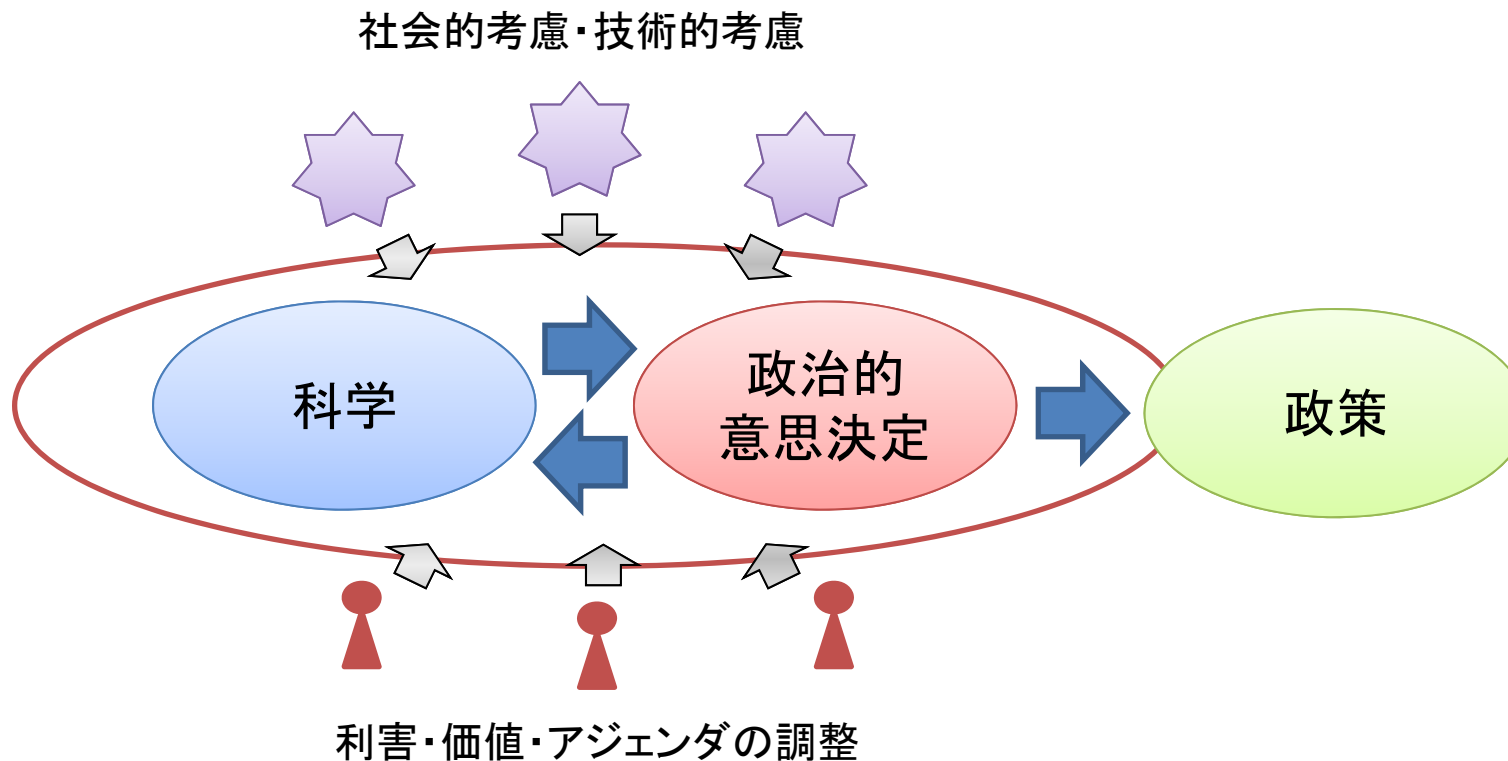 社会的考慮・技術的考慮
科学
政治的
意思決定
政策
利害・価値・アジェンダの調整